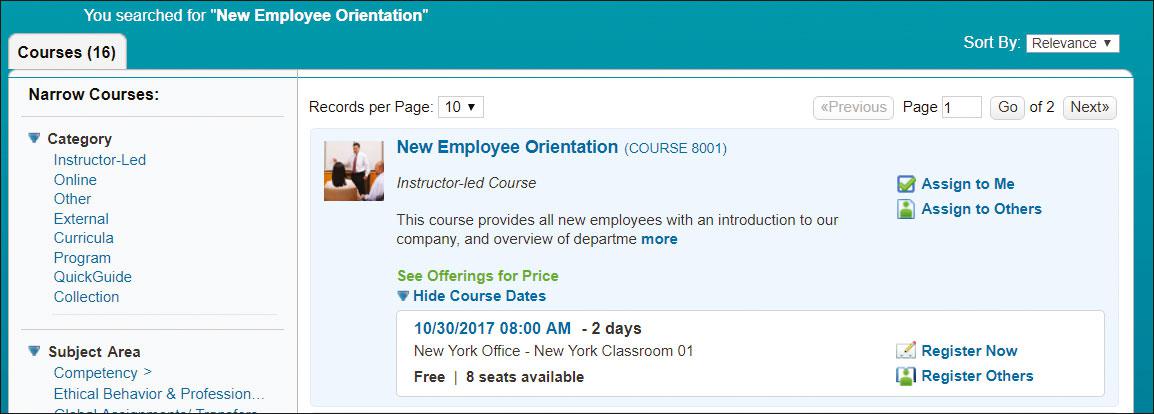 You searched for "New Employee Orientation"
Courses (16)
Sort By: Relevance
Narrow Courses:
Category
Instructor-Led
Online
Other
External
Curricula
Program
QuickGuide
Collection
Subject Area
Competency >
Ethical Behavior & Profession...
Global Assignments/ Transfers
Records per Page: 10
«Previous Page 1 Go of 2 Next»
New Employee Orientation (COURSE 8001)
Instructor-led Course
Assign to Me
Assign to Others
This course provides all new employees with an introduction to our
company, and overview of departme more
See Offerings for Price
Hide Course Dates
10/30/2017 08:00 AM - 2 days
New York Office - New York Classroom 01
Free | 8 seats available
Register Now
Register Others